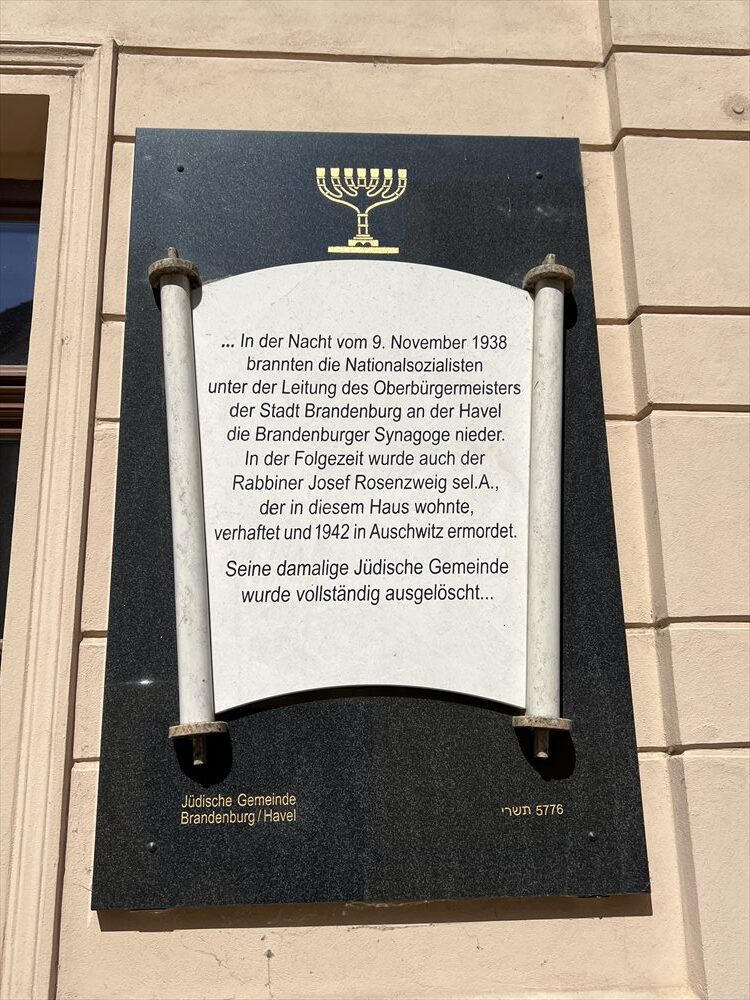 ... In der Nacht vom 9. November 1938
brannten die Nationalsozialisten
unter der Leitung des Oberbürgermeisters
der Stadt Brandenburg an der Havel
die Brandenburger Synagoge nieder.
In der Folgezeit wurde auch der
Rabbiner Josef Rosenzweig sel.A.,
der in diesem Haus wohnte,
verhaftet und 1942 in Auschwitz ermordet.
Seine damalige Jüdische Gemeinde
wurde vollständig ausgelöscht...
Jüdische Gemeinde
Brandenburg/Havel
תשרי 5776